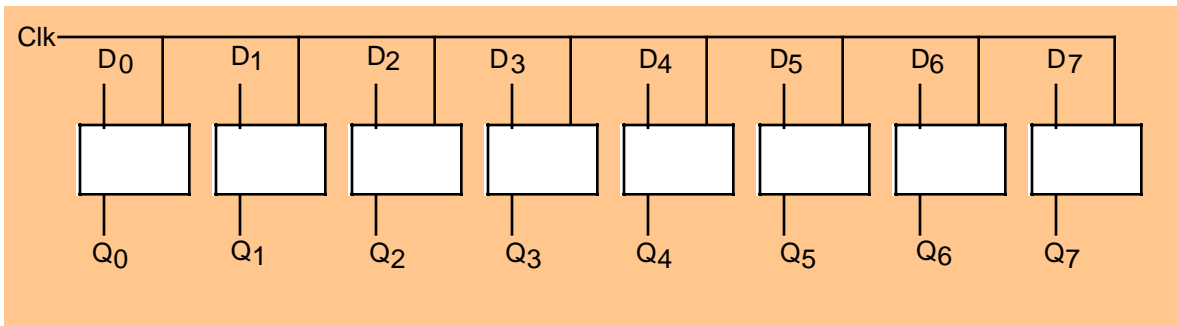 Clk
D0 D1 D2 D3 D4 D5 D6 D7
Q0 Q1 Q2 Q3 Q4 Q5 Q6 Q7